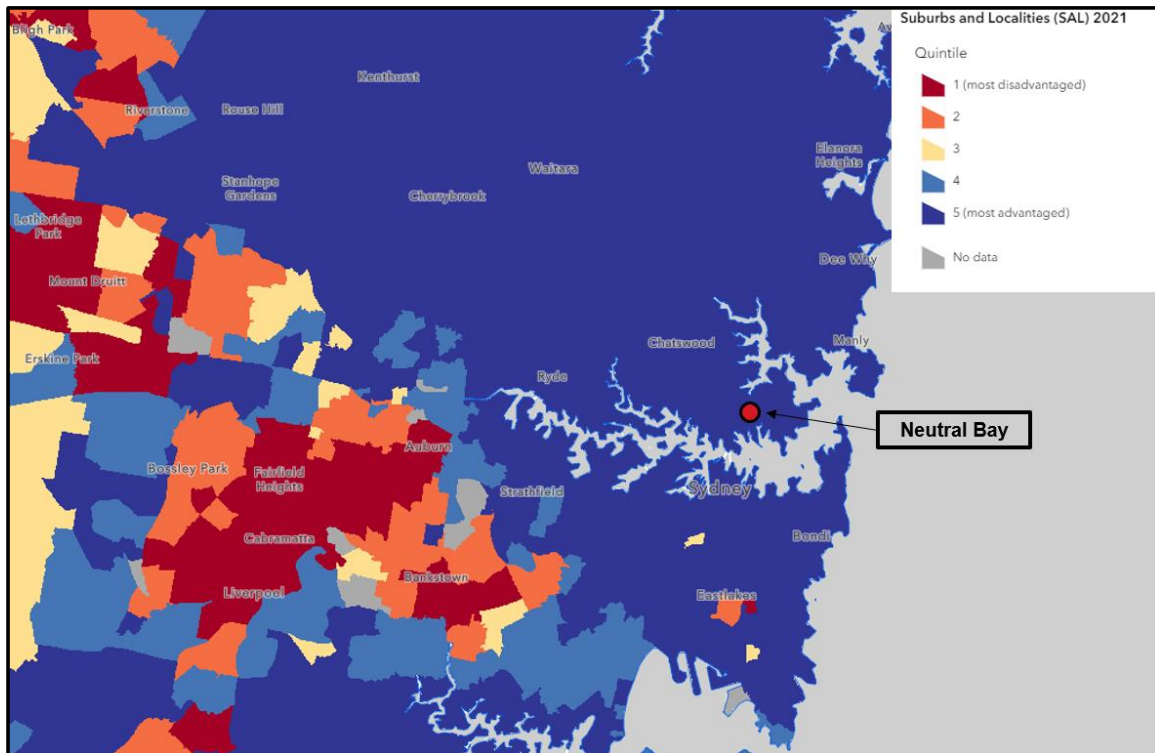 Suburbs and Localities (SAL) 2021
Quintile
1 (most disadvantaged)
2
3
4
5 (most advantaged)
No data
Bligh Park
Av
Kenthurst
Riverstone
Rouse Hill
Elanora
Heights
Waitara
Stanhope
Gardens
Cherrybrook
Lethbridge
Park
Dee Why
Mount Druitt
Chatswood
Manly
Erskine Park
Ryde
Neutral Bay
Auburn
Bossley Park
Fairfield
Heights
Strathfield
Sydney
Cabramatta
Bondi
Bankstown
Liverpool
Eastlakes